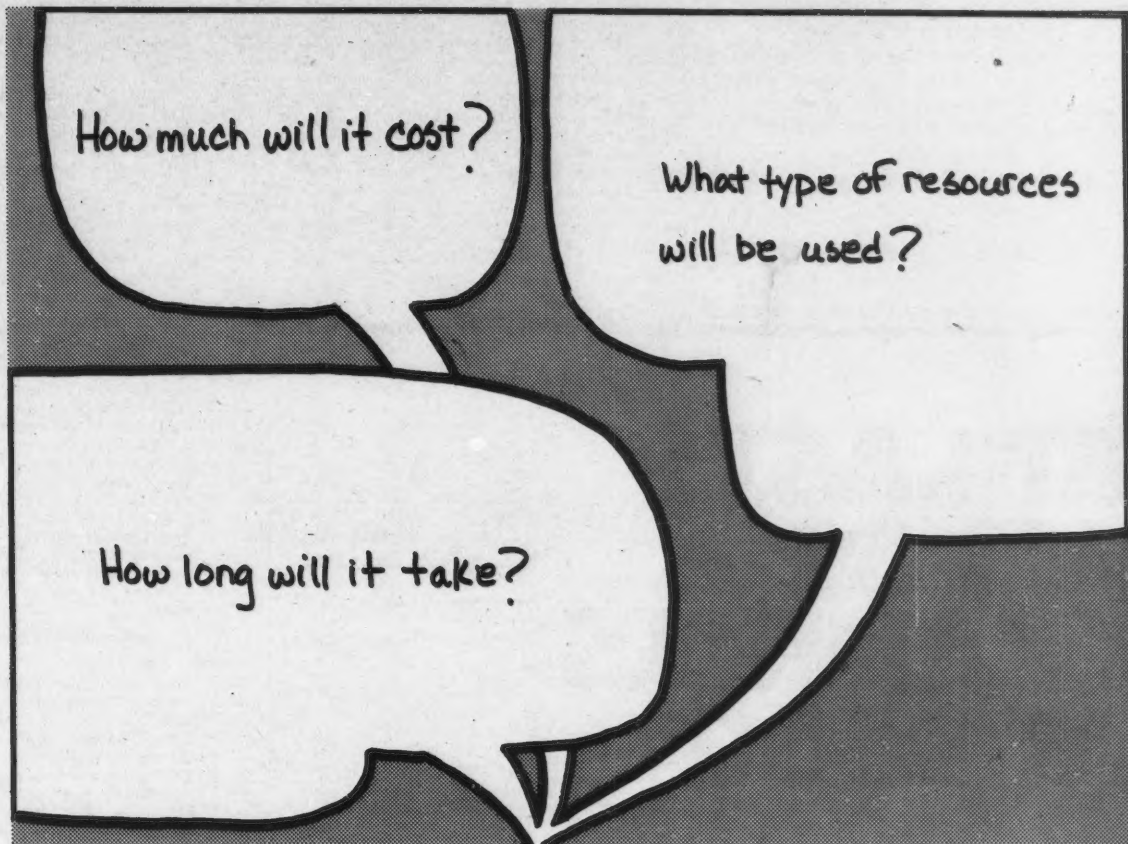 How much will it cost?
What type of resources
will be used?
How long will it take?